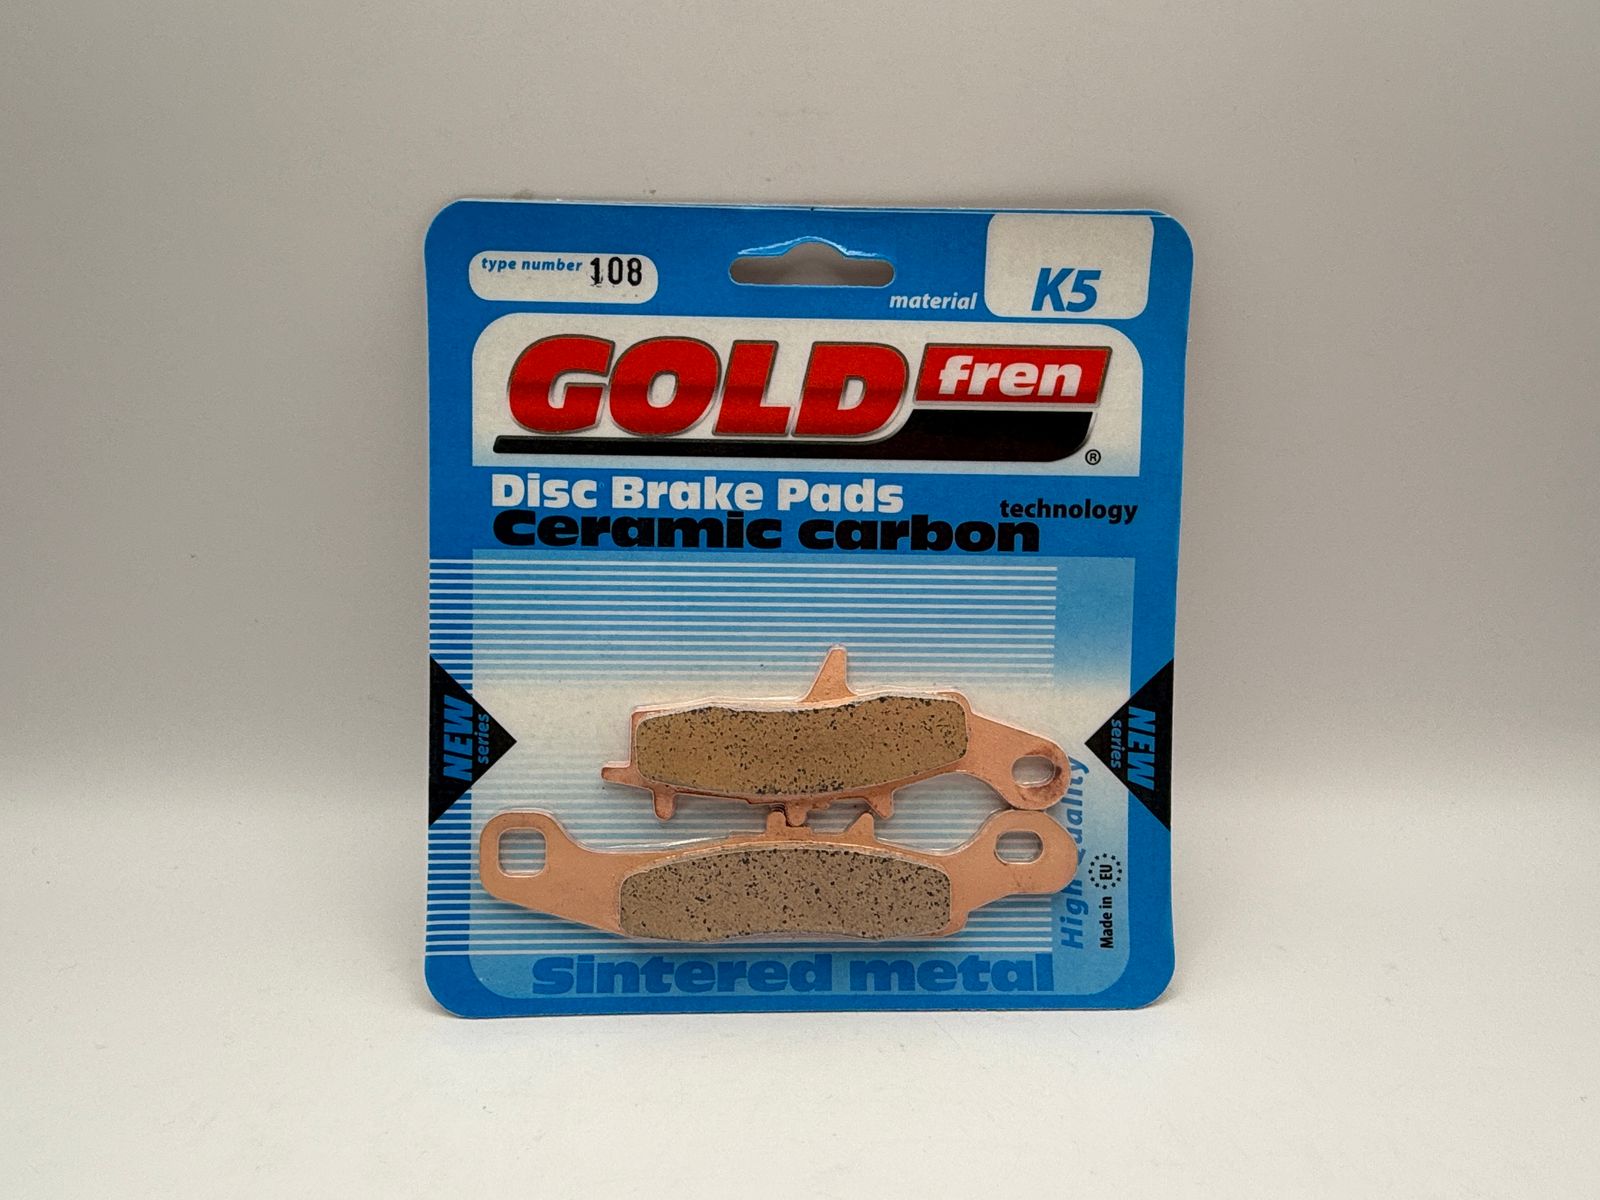 type number 108
material K5
GOLD fren ®
Disc Brake Pads
Ceramic carbon technology
NEW series
NEW series
High Quality
Made in EU
Sintered metal